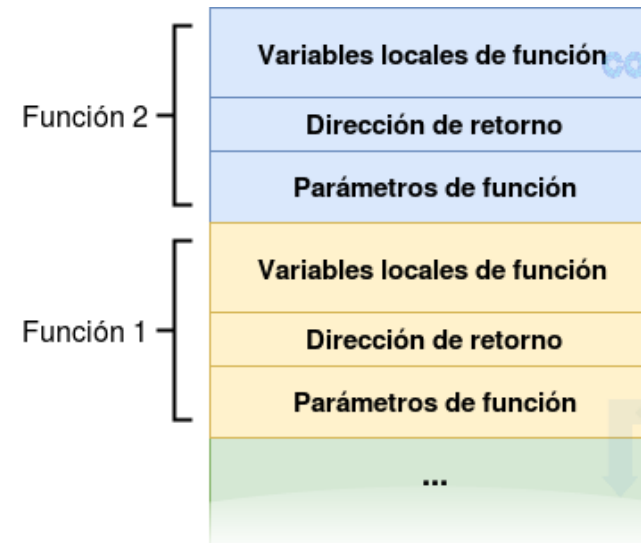 Variables locales de función
Función 2
Dirección de retorno
Parámetros de función
Variables locales de función
Función 1
Dirección de retorno
Parámetros de función
...